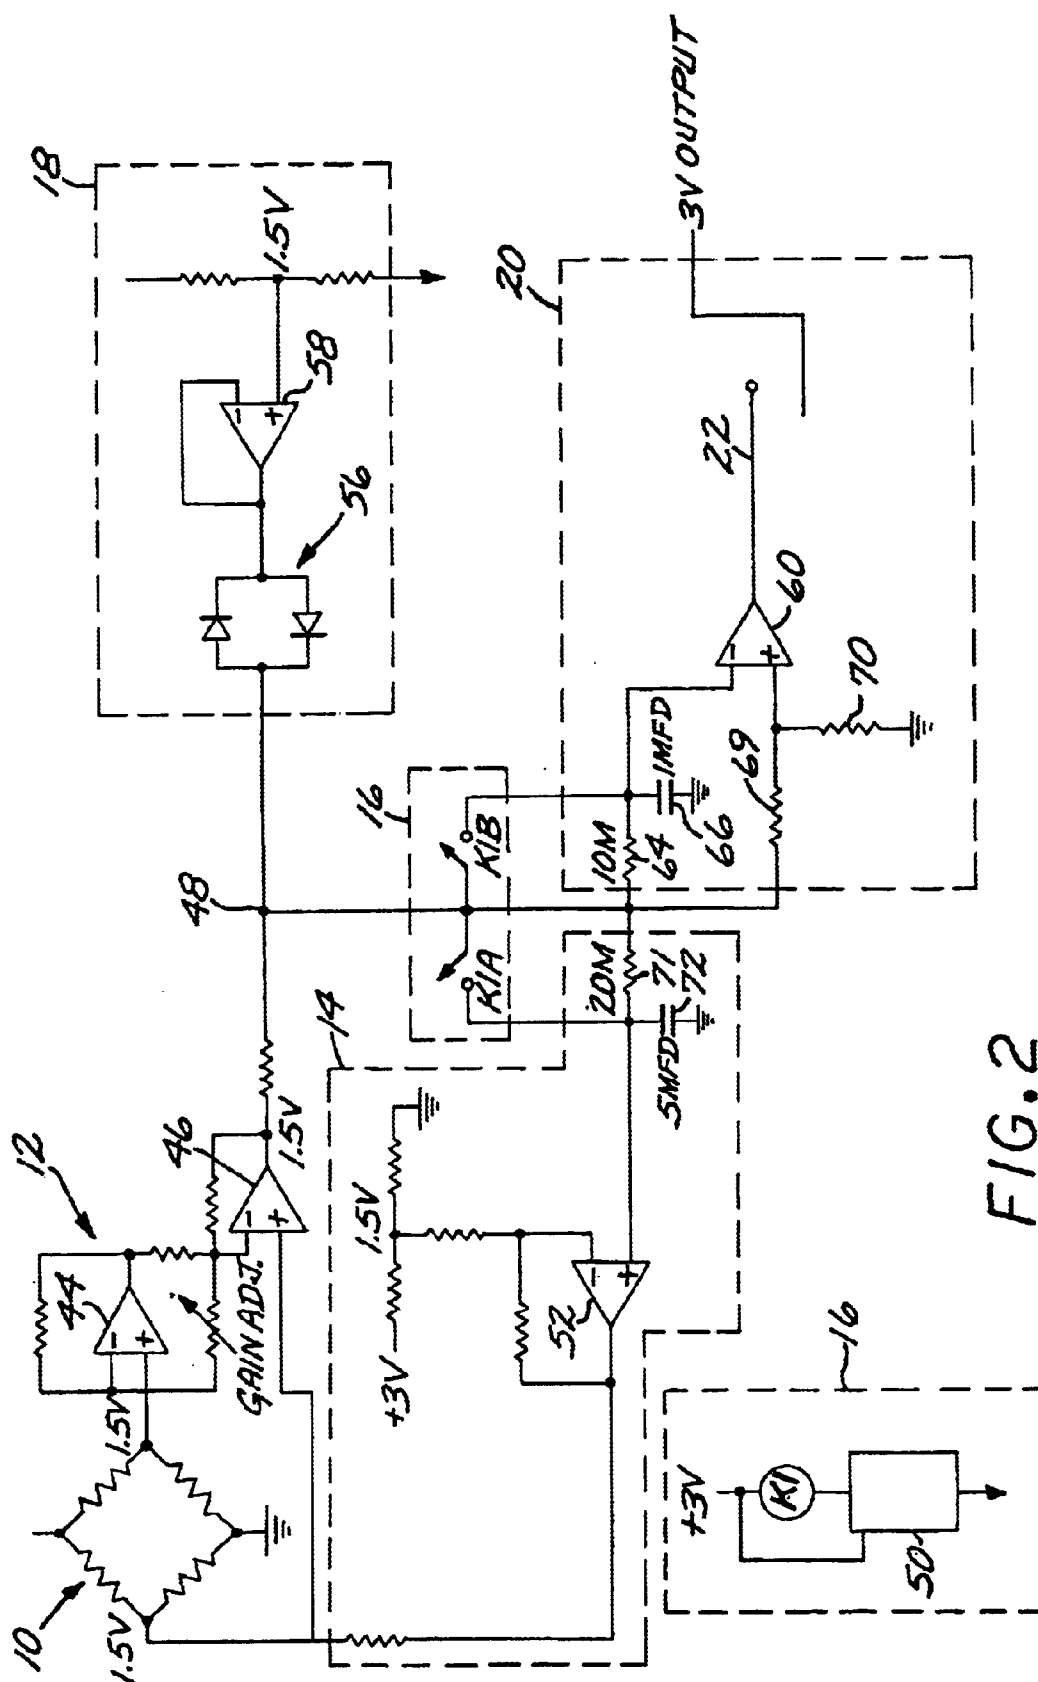 18
1.5V
58
56
20
3V OUTPUT
22
60
70
69
1MFD
66
10M
64
16
K1B
K1A
48
14
20M
71
72
5MFD
12
46
1.5V
44
GAIN ADJ.
1.5V
10
1.5V
1.5V
+3V
52
16
+3V
K1
50
FIG. 2